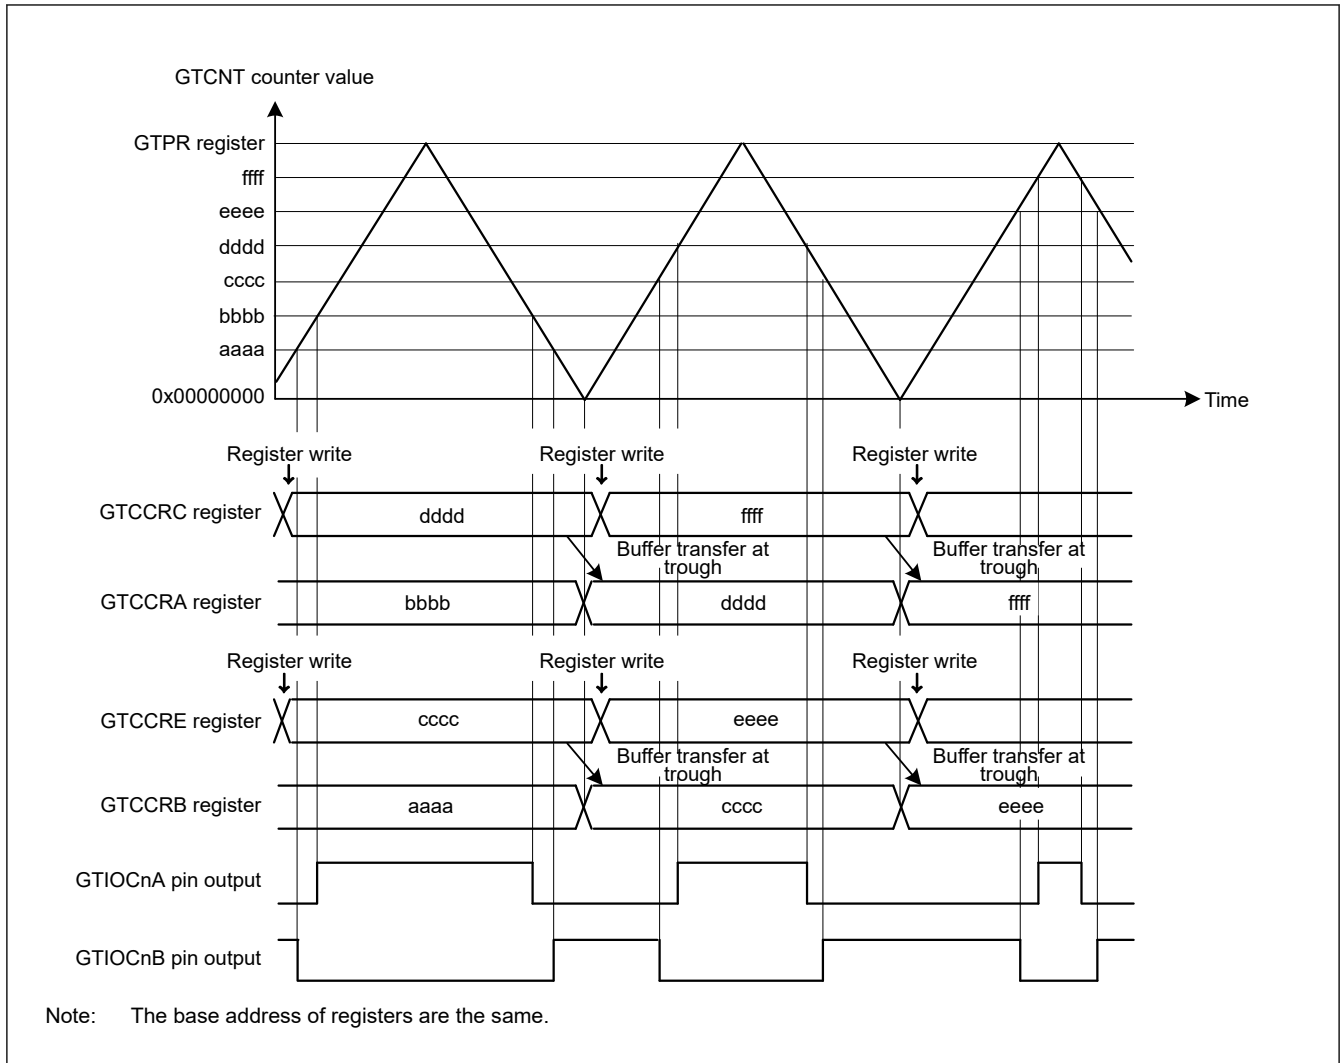 GTCNT counter value
GTPR register
ffff
eeee
dddd
cccc
bbbb
aaaa
0x00000000
Time
Register write Register write Register write
GTCCRC register dddd ffff
Buffer transfer at trough Buffer transfer at trough
GTCCRA register bbbb dddd ffff
Register write Register write Register write
GTCCRE register cccc eeee
Buffer transfer at trough Buffer transfer at trough
GTCCRB register aaaa cccc eeee
GTIOCnA pin output
GTIOCnB pin output
Note: The base address of registers are the same.